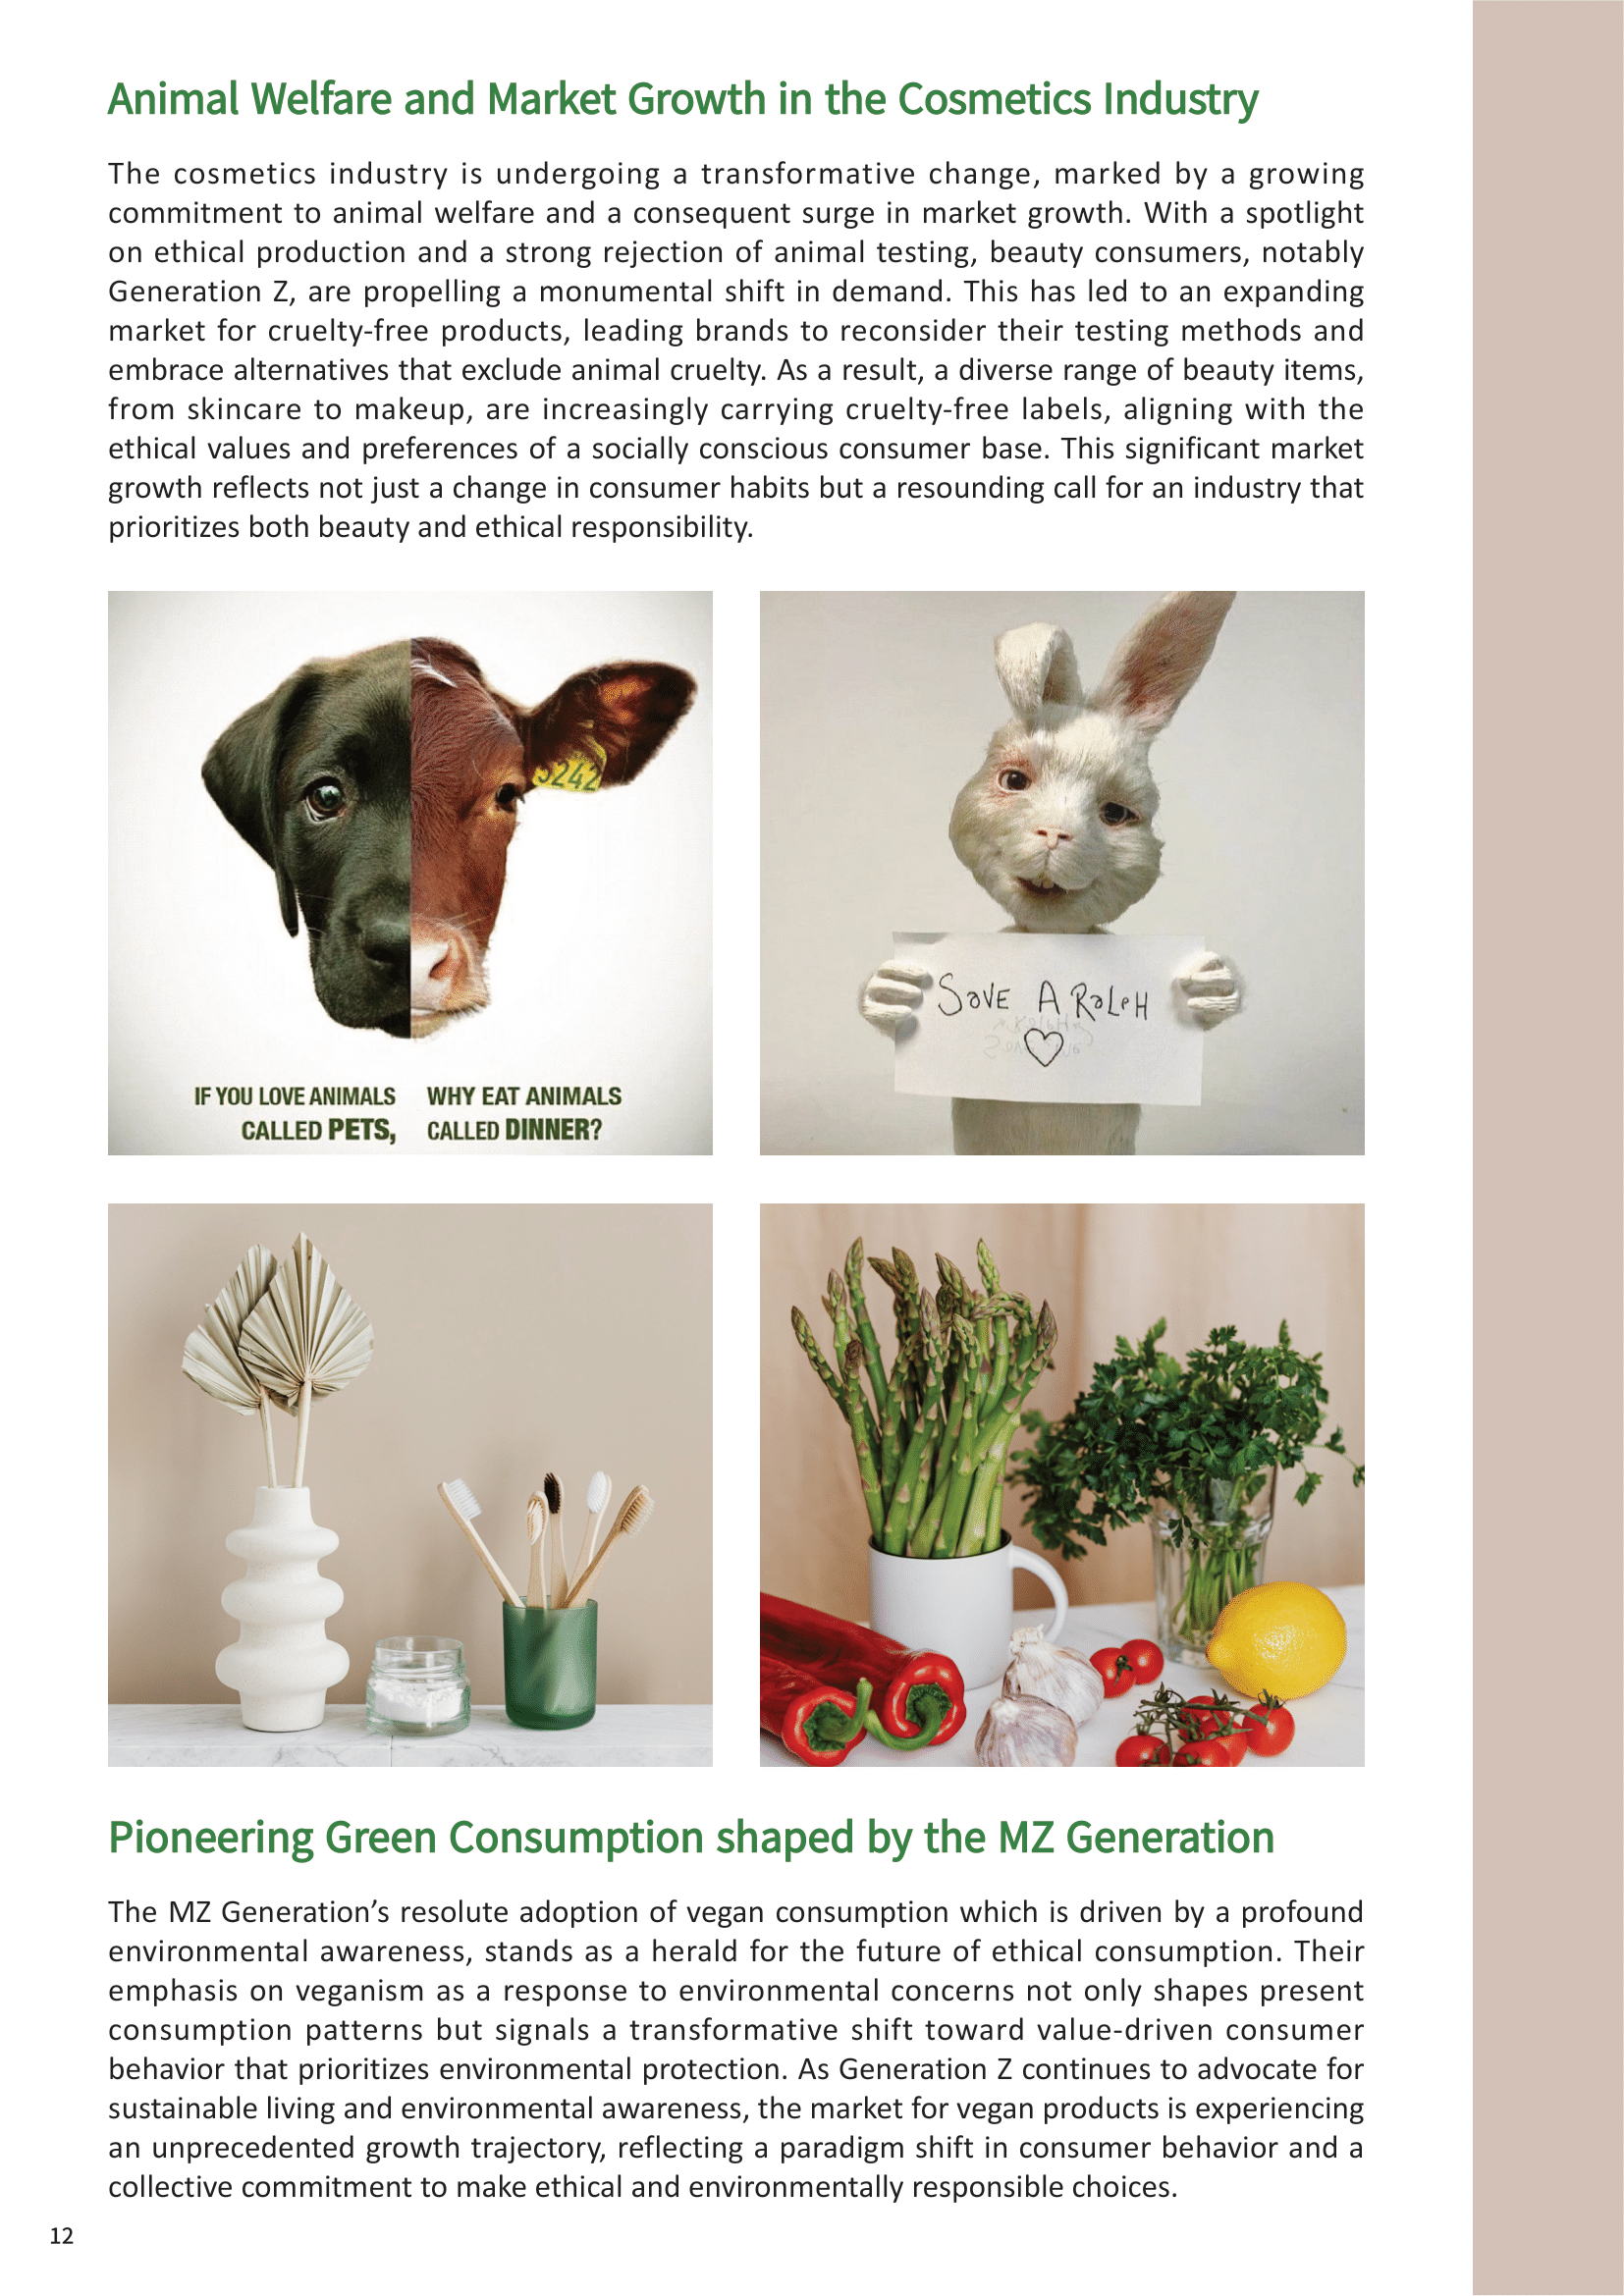 Animal Welfare and Market Growth in the Cosmetics Industry
The cosmetics industry is undergoing a transformative change, marked by a growing
commitment to animal welfare and a consequent surge in market growth. With a spotlight
on ethical production and a strong rejection of animal testing, beauty consumers, notably
Generation Z, are propelling a monumental shift in demand. This has led to an expanding
market for cruelty-free products, leading brands to reconsider their testing methods and
embrace alternatives that exclude animal cruelty. As a result, a diverse range of beauty items,
from skincare to makeup, are increasingly carrying cruelty-free labels, aligning with the
ethical values and preferences of a socially conscious consumer base. This significant market
growth reflects not just a change in consumer habits but a resounding call for an industry that
prioritizes both beauty and ethical responsibility.
5242
IF YOU LOVE ANIMALS
CALLED PETS,
WHY EAT ANIMALS
CALLED DINNER?
SAVE A RALPH
Pioneering Green Consumption shaped by the MZ Generation
The MZ Generation’s resolute adoption of vegan consumption which is driven by a profound
environmental awareness, stands as a herald for the future of ethical consumption. Their
emphasis on veganism as a response to environmental concerns not only shapes present
consumption patterns but signals a transformative shift toward value-driven consumer
behavior that prioritizes environmental protection. As Generation Z continues to advocate for
sustainable living and environmental awareness, the market for vegan products is experiencing
an unprecedented growth trajectory, reflecting a paradigm shift in consumer behavior and a
collective commitment to make ethical and environmentally responsible choices.
12